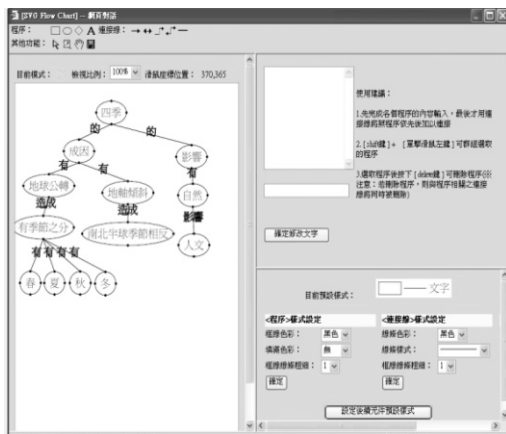 [SVG Flow Chart] -- 網頁對話
程序： 連接線：
其他功能：
目前模式： 檢視比例： 100% 滑鼠座標位置： 370,365
四季
的 的
成因 影響
有 有 有
地球公轉 地軸傾斜 自然
造成 造成 影響
有季節之分 南北半球季節相反 人文
有 有 有 有
春 夏 秋 冬
使用建議：
1.先完成各個程序的內容輸入，最後才用連
接線將程序依先後加以連接
2.[shift鍵]+ [單擊滑鼠左鍵]可群組選取
的程序
3.選取程序後按下[delete鍵]可刪除程序(※
注意：若刪除程序，則與程序相關之連接
線將同時被刪除)
確定修改文字
目前預設樣式： 文字
<程序>樣式設定 <連接線>樣式設定
框線色彩： 黑色 線條色彩： 黑色
填滿色彩： 無 線條樣式：
框線線條粗細： 1 框線線條粗細： 1
確定 確定
設定後續元件預設樣式